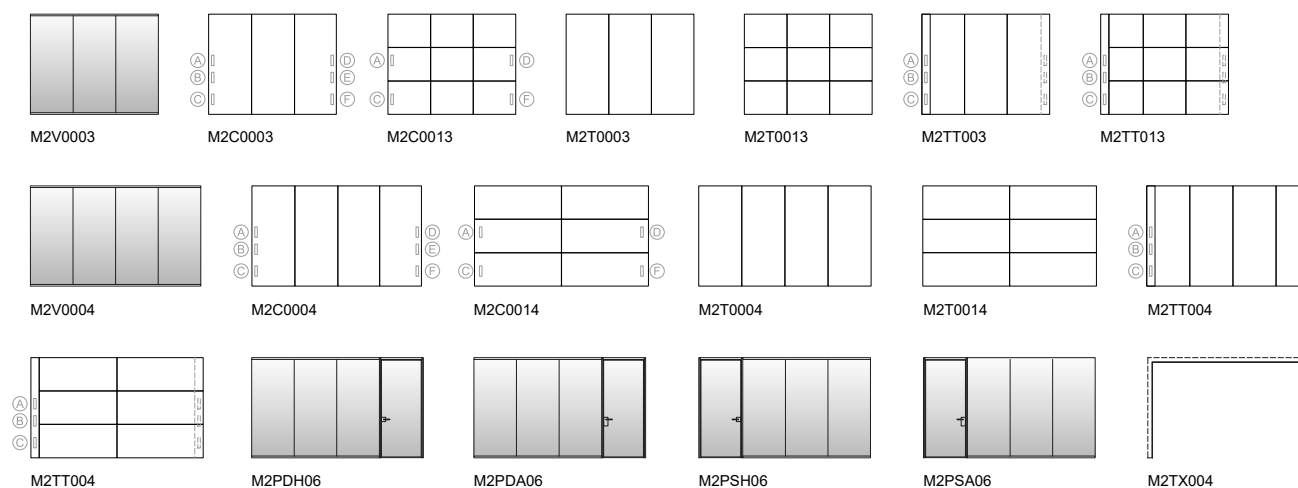 A D A D A A
B E B B
C F C F C C
M2V0003 M2C0003 M2C0013 M2T0003 M2T0013 M2TT003 M2TT013
A D A D A
B E B
C F C F C
M2V0004 M2C0004 M2C0014 M2T0004 M2T0014 M2TT004
A
B
C
M2TT004 M2PDH06 M2PDA06 M2PSH06 M2PSA06 M2TX004